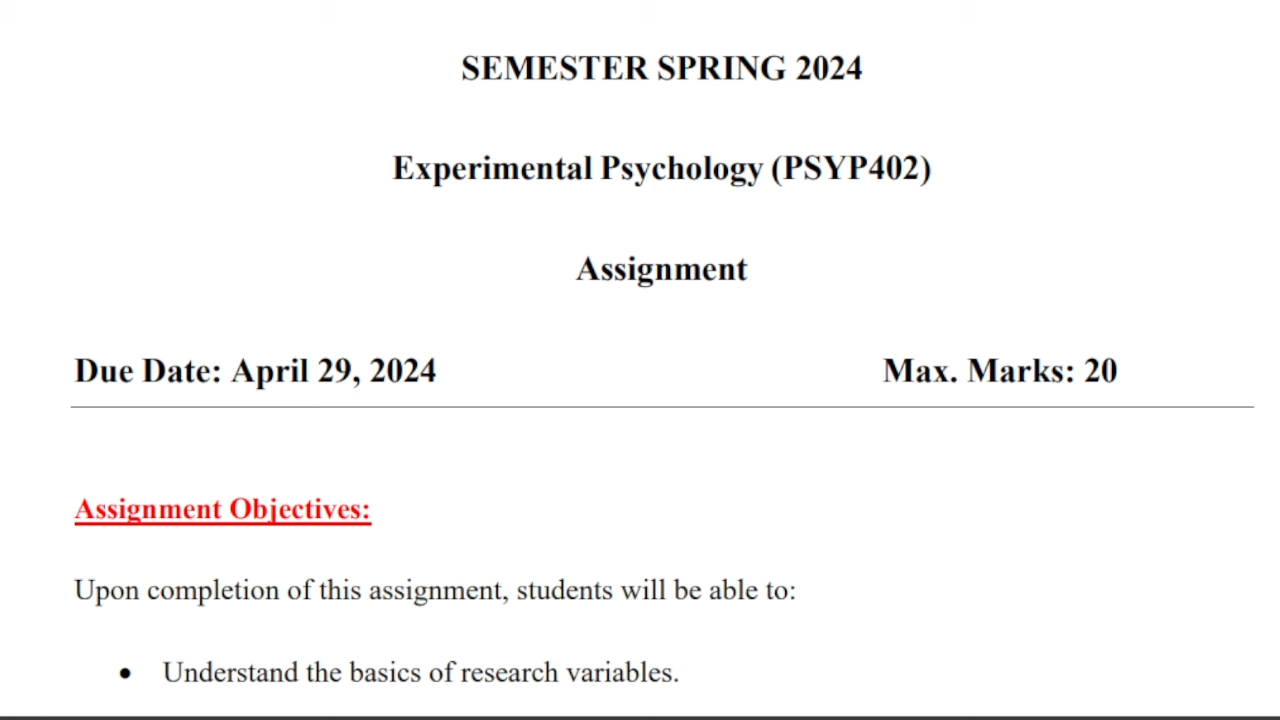 SEMESTER SPRING 2024
Experimental Psychology (PSYP402)
Assignment
Due Date: April 29, 2024 Max. Marks: 20
Assignment Objectives:
Upon completion of this assignment, students will be able to:
• Understand the basics of research variables.